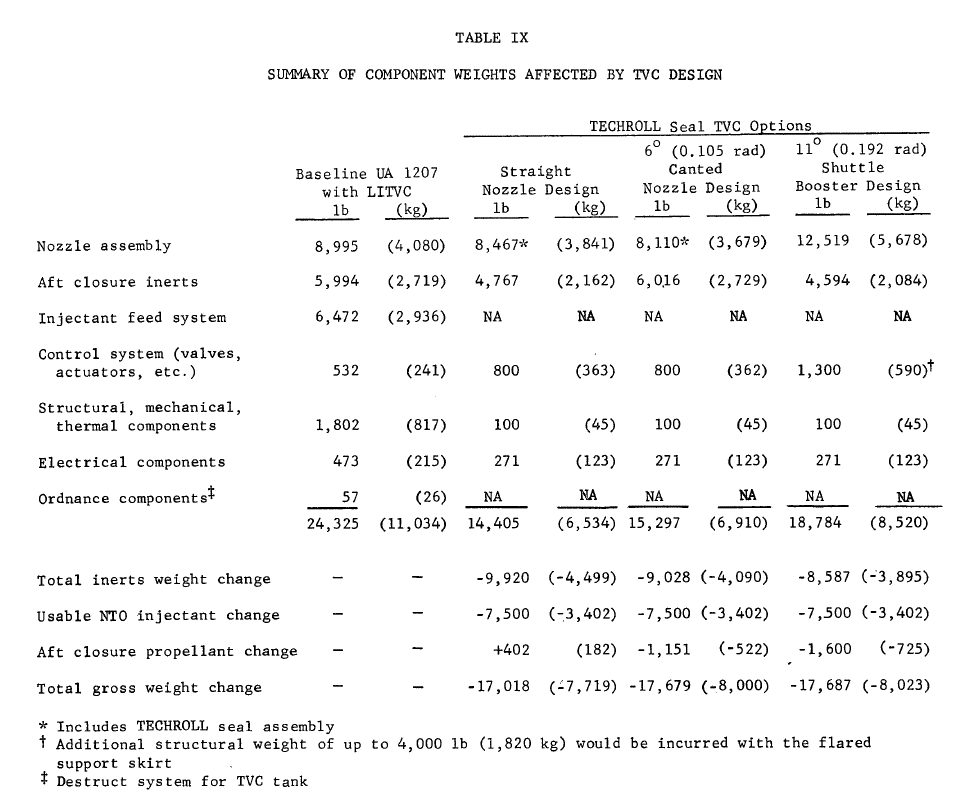 TABLE IX
SUMMARY OF COMPONENT WEIGHTS AFFECTED BY TVC DESIGN
TECHROLL Seal TVC Options
6° (0.105 rad) 11° (0.192 rad)
Baseline UA 1207 Straight Canted Shuttle
with LITVC Nozzle Design Nozzle Design Booster Design
lb (kg) lb (kg) lb (kg) lb (kg)
Nozzle assembly 8,995 (4,080) 8,467* (3,841) 8,110* (3,679) 12,519 (5,678)
Aft closure inerts 5,994 (2,719) 4,767 (2,162) 6,016 (2,729) 4,594 (2,084)
Injectant feed system 6,472 (2,936) NA NA NA NA NA NA
Control system (valves,
actuators, etc.) 532 (241) 800 (363) 800 (362) 1,300 (590)†
Structural, mechanical,
thermal components 1,802 (817) 100 (45) 100 (45) 100 (45)
Electrical components 473 (215) 271 (123) 271 (123) 271 (123)
Ordnance components‡ 57 (26) NA NA NA NA NA NA
24,325 (11,034) 14,405 (6,534) 15,297 (6,910) 18,784 (8,520)
Total inerts weight change — — -9,920 (-4,499) -9,028 (-4,090) -8,587 (-3,895)
Usable NTO injectant change — — -7,500 (-3,402) -7,500 (-3,402) -7,500 (-3,402)
Aft closure propellant change — — +402 (182) -1,151 (-522) -1,600 (-725)
Total gross weight change — — -17,018 (-7,719) -17,679 (-8,000) -17,687 (-8,023)
* Includes TECHROLL seal assembly
† Additional structural weight of up to 4,000 lb (1,820 kg) would be incurred with the flared
support skirt
‡ Destruct system for TVC tank